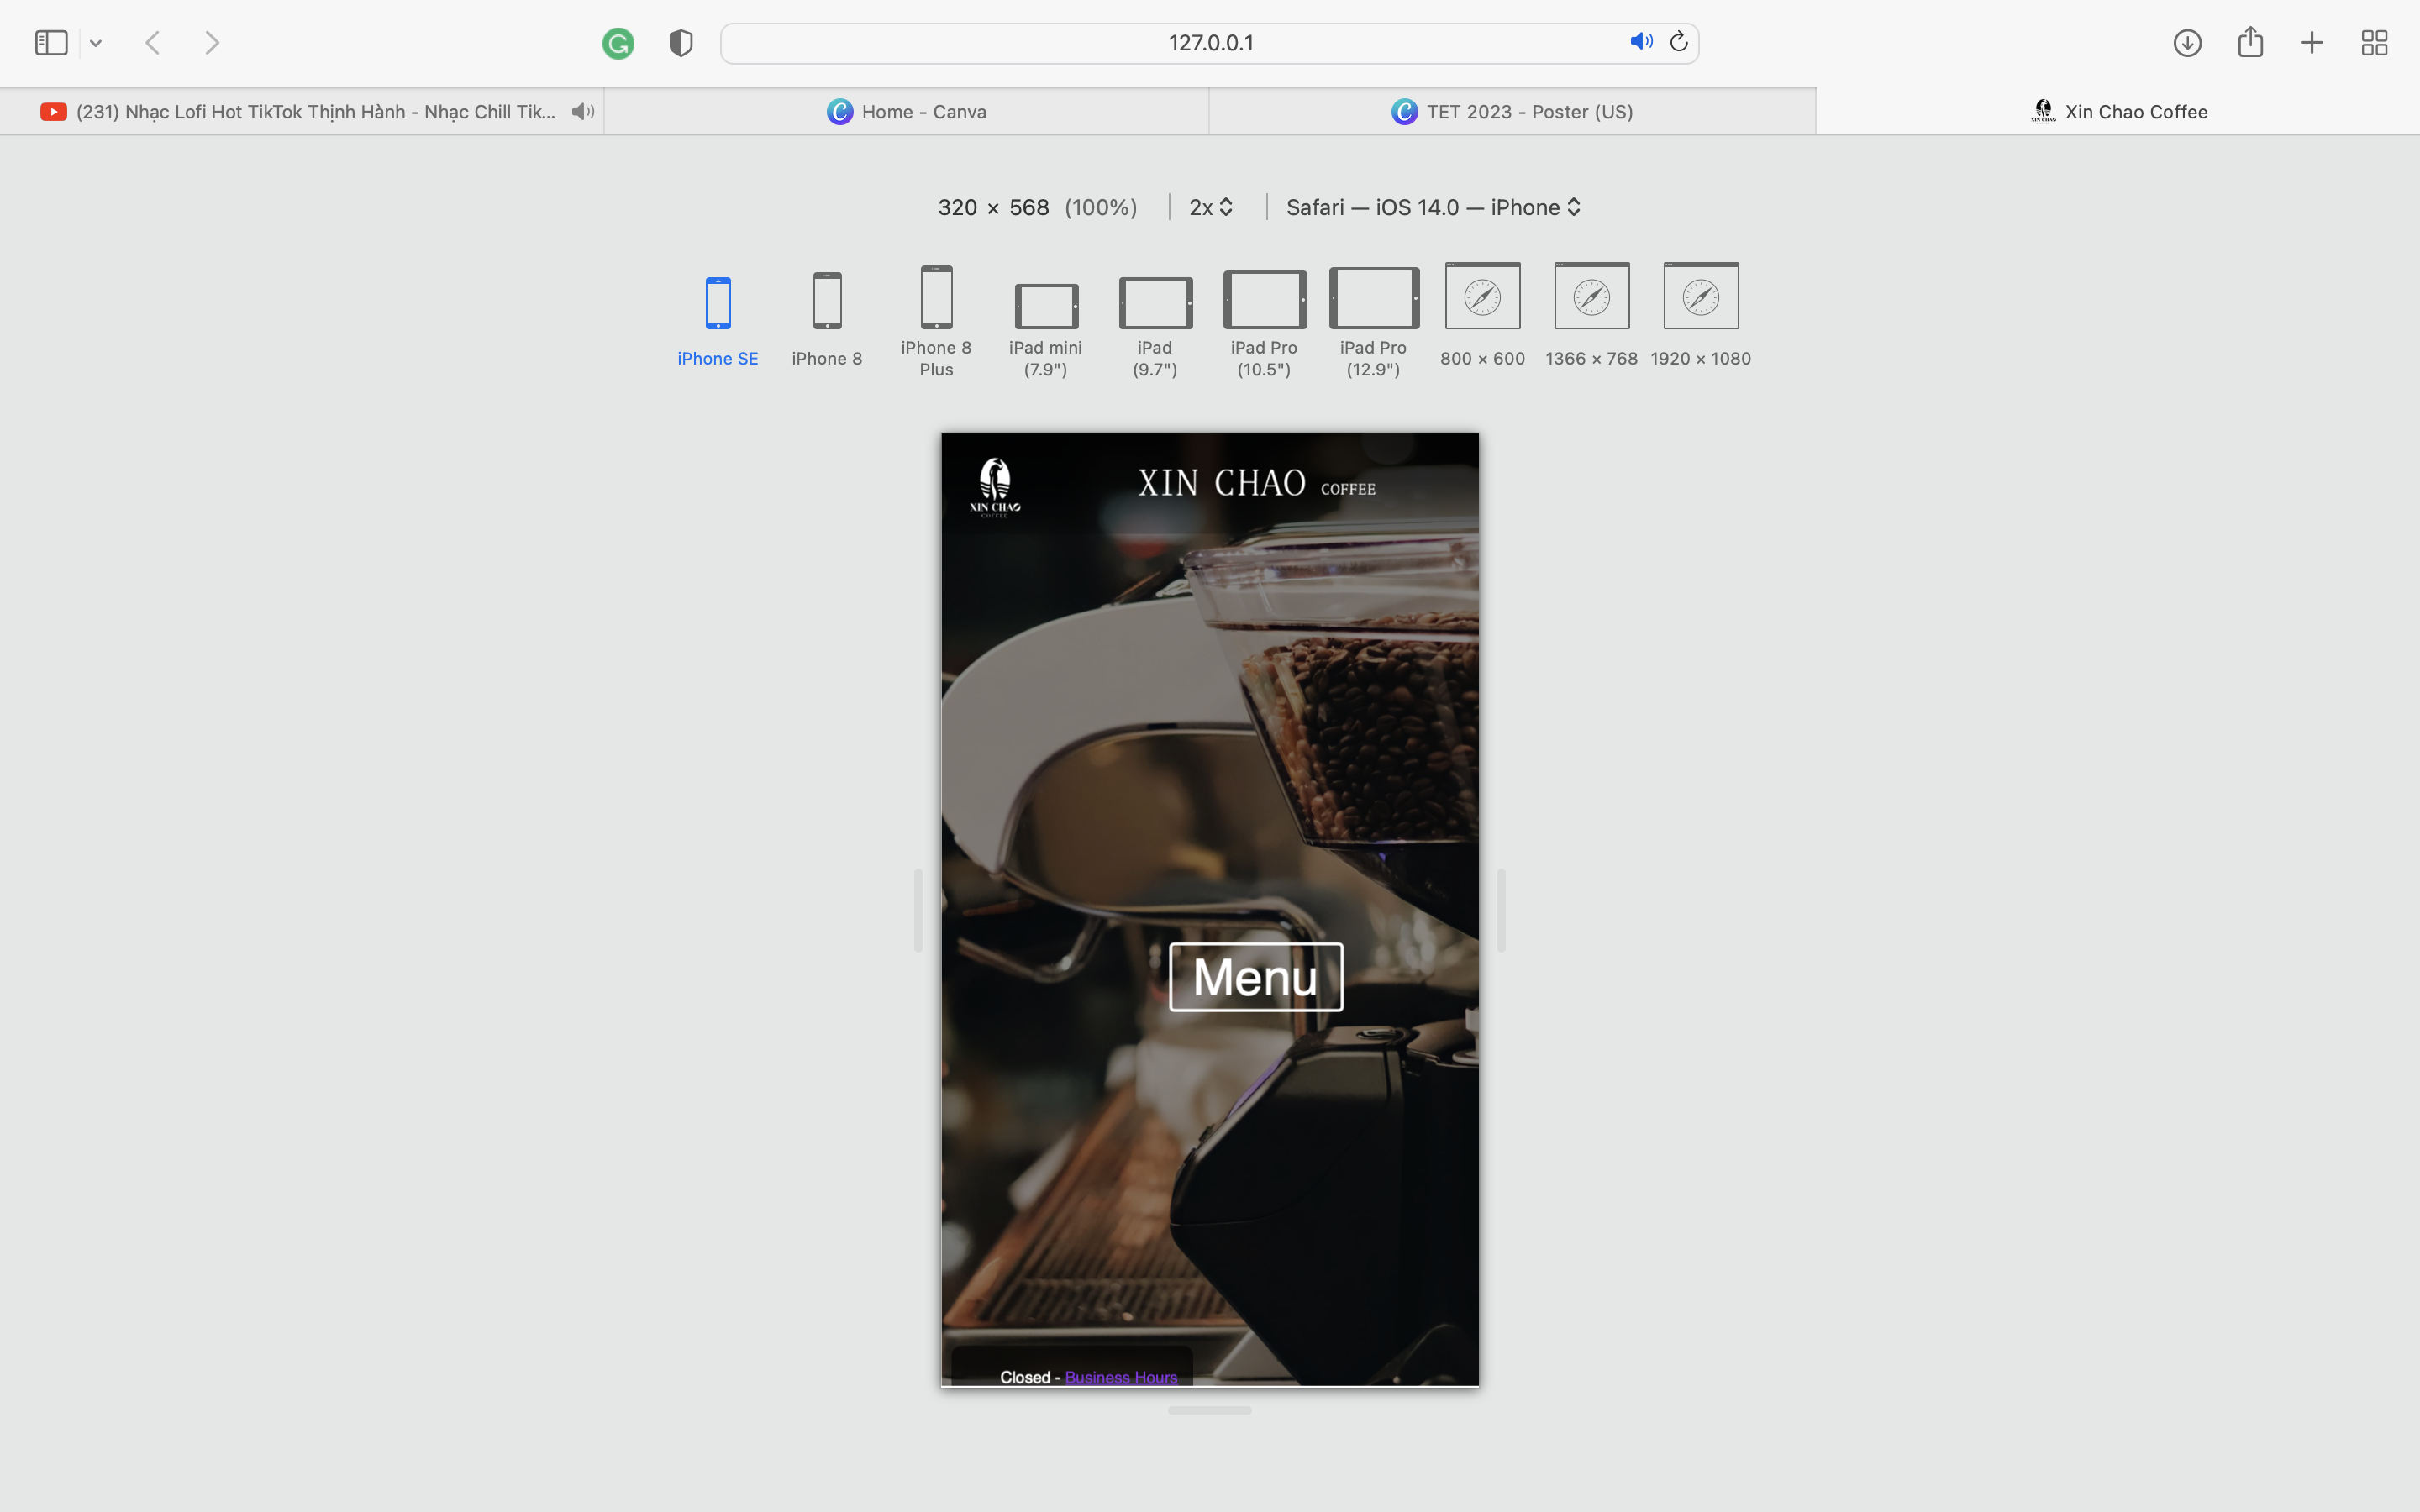 127.0.0.1
(231) Nhạc Lofi Hot TikTok Thịnh Hành - Nhạc Chill Tik...
Home - Canva
TET 2023 - Poster (US)
Xin Chao Coffee
320 × 568 (100%) 2x Safari — iOS 14.0 — iPhone
iPhone SE
iPhone 8
iPhone 8
Plus
iPad mini
(7.9")
iPad
(9.7")
iPad Pro
(10.5")
iPad Pro
(12.9")
800 × 600
1366 × 768
1920 × 1080
XIN CHAO
COFFEE
XIN CHAO COFFEE
Menu
Closed - Business Hours